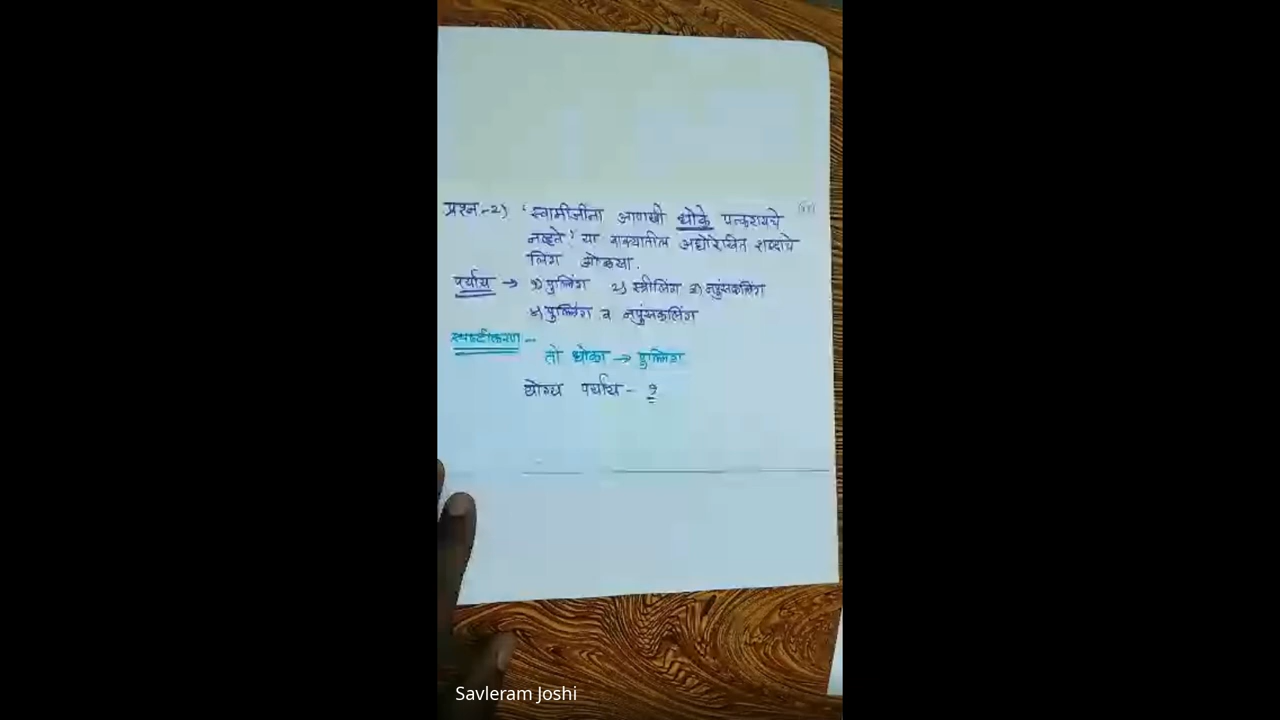 प्रश्न-2) 'स्वामीजींना आणखी धोके पत्करायचे
नव्हते.' या वाक्यातील अधोरेखित शब्दाचे
लिंग ओळखा.
पर्याय → १) पुल्लिंग २) स्त्रीलिंग ३) नपुंसकलिंग
४) पुल्लिंग व नपुंसकलिंग
स्पष्टीकरण -
तो धोका → पुल्लिंग
योग्य पर्याय - १
Savleram Joshi